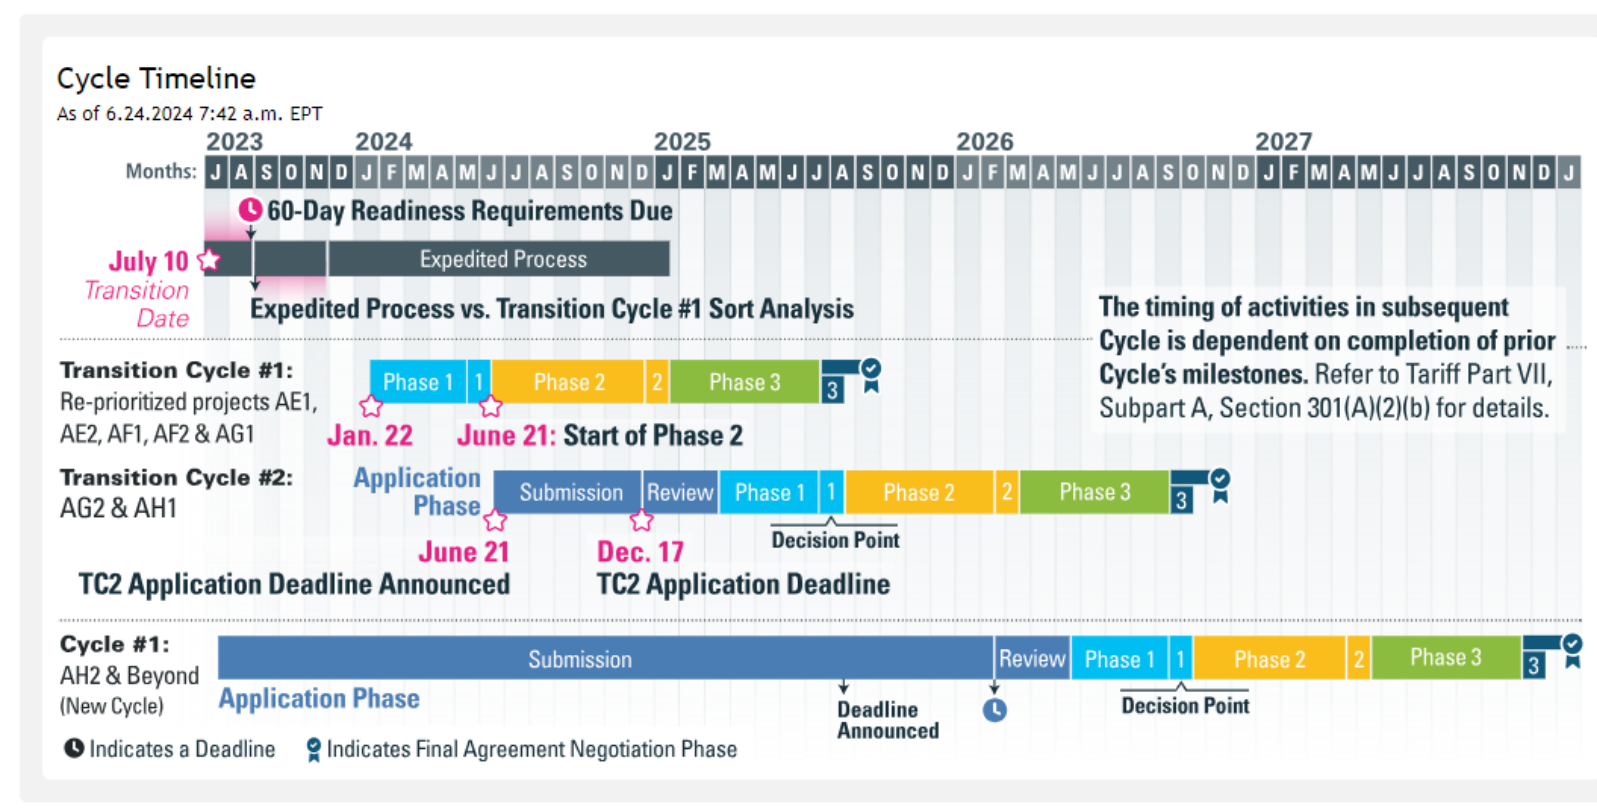 Cycle Timeline
As of 6.24.2024 7:42 a.m. EPT
2023 2024 2025 2026 2027
Months: J A S O N D J F M A M J J A S O N D J F M A M J J A S O N D J F M A M J J A S O N D J F M A M J J A S O N D J
60-Day Readiness Requirements Due
July 10
Transition
Date
Expedited Process
Expedited Process vs. Transition Cycle #1 Sort Analysis
The timing of activities in subsequent
Cycle is dependent on completion of prior
Cycle's milestones. Refer to Tariff Part VII,
Subpart A, Section 301(A)(2)(b) for details.
Transition Cycle #1:
Re-prioritized projects AE1,
AE2, AF1, AF2 & AG1
Phase 1 1 Phase 2 2 Phase 3 3
Jan. 22 June 21: Start of Phase 2
Transition Cycle #2:
AG2 & AH1
Application
Phase
Submission Review Phase 1 1 Phase 2 2 Phase 3 3
Decision Point
June 21 Dec. 17
TC2 Application Deadline Announced TC2 Application Deadline
Cycle #1:
AH2 & Beyond
(New Cycle)
Submission Review Phase 1 1 Phase 2 2 Phase 3 3
Application Phase
Deadline
Announced
Decision Point
Indicates a Deadline Indicates Final Agreement Negotiation Phase